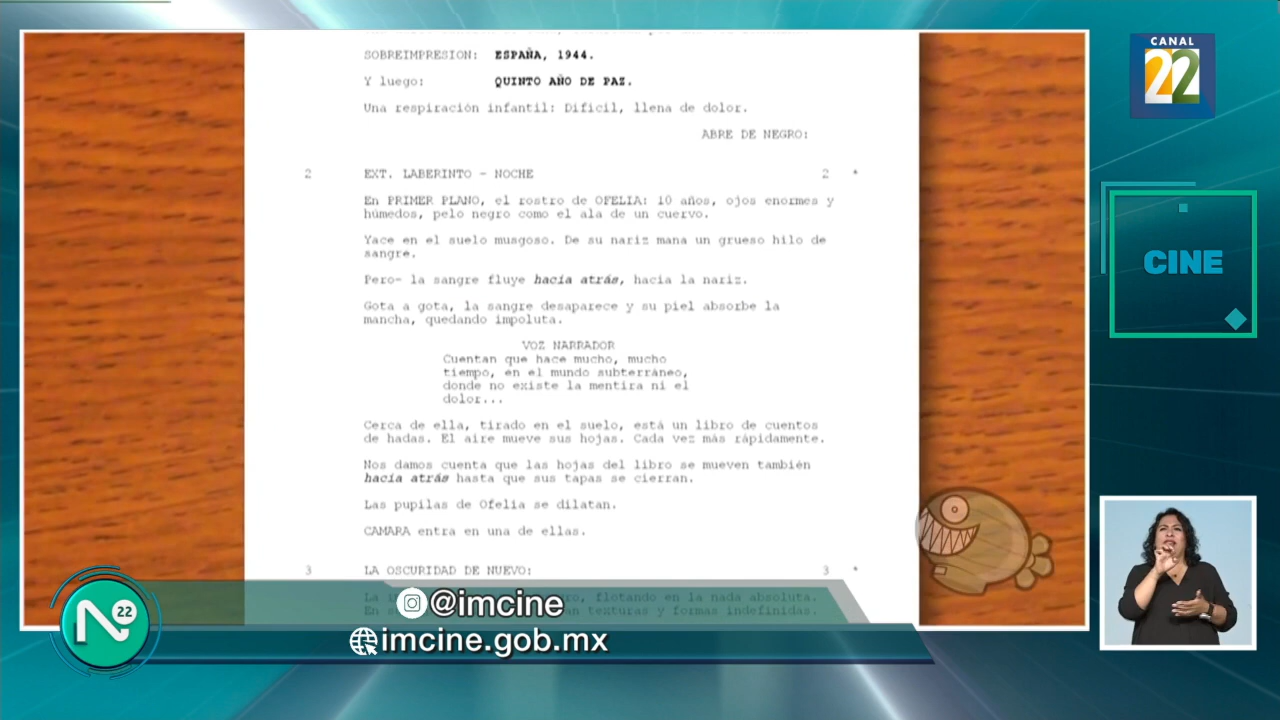 CANAL
22
SOBREIMPRESION: ESPAÑA, 1944.
Y luego: QUINTO AÑO DE PAZ.
Una respiración infantil: Dificil, llena de dolor.
ABRE DE NEGRO:
2 EXT. LABERINTO - NOCHE 2 *
En PRIMER PLANO, el rostro de OFELIA: 10 años, ojos enormes y
húmedos, pelo negro como el ala de un cuervo.
Yace en el suelo musgoso. De su nariz mana un grueso hilo de
sangre.
Pero- la sangre fluye hacia atrás, hacia la nariz.
Gota a gota, la sangre desaparece y su piel absorbe la
mancha, quedando impoluta.
VOZ NARRADOR
Cuentan que hace mucho, mucho
tiempo, en el mundo subterráneo,
donde no existe la mentira ni el
dolor...
Cerca de ella, tirado en el suelo, está un libro de cuentos
de hadas. El aire mueve sus hojas. Cada vez más rápidamente.
Nos damos cuenta que las hojas del libro se mueven también
hacia atrás hasta que sus tapas se cierran.
Las pupilas de Ofelia se dilatan.
CAMARA entra en una de ellas.
3 LA OSCURIDAD DE NUEVO: 3 *
flotando en la nada absoluta.
texturas y formas indefinidas.
CINE
N22
@imcine
imcine.gob.mx